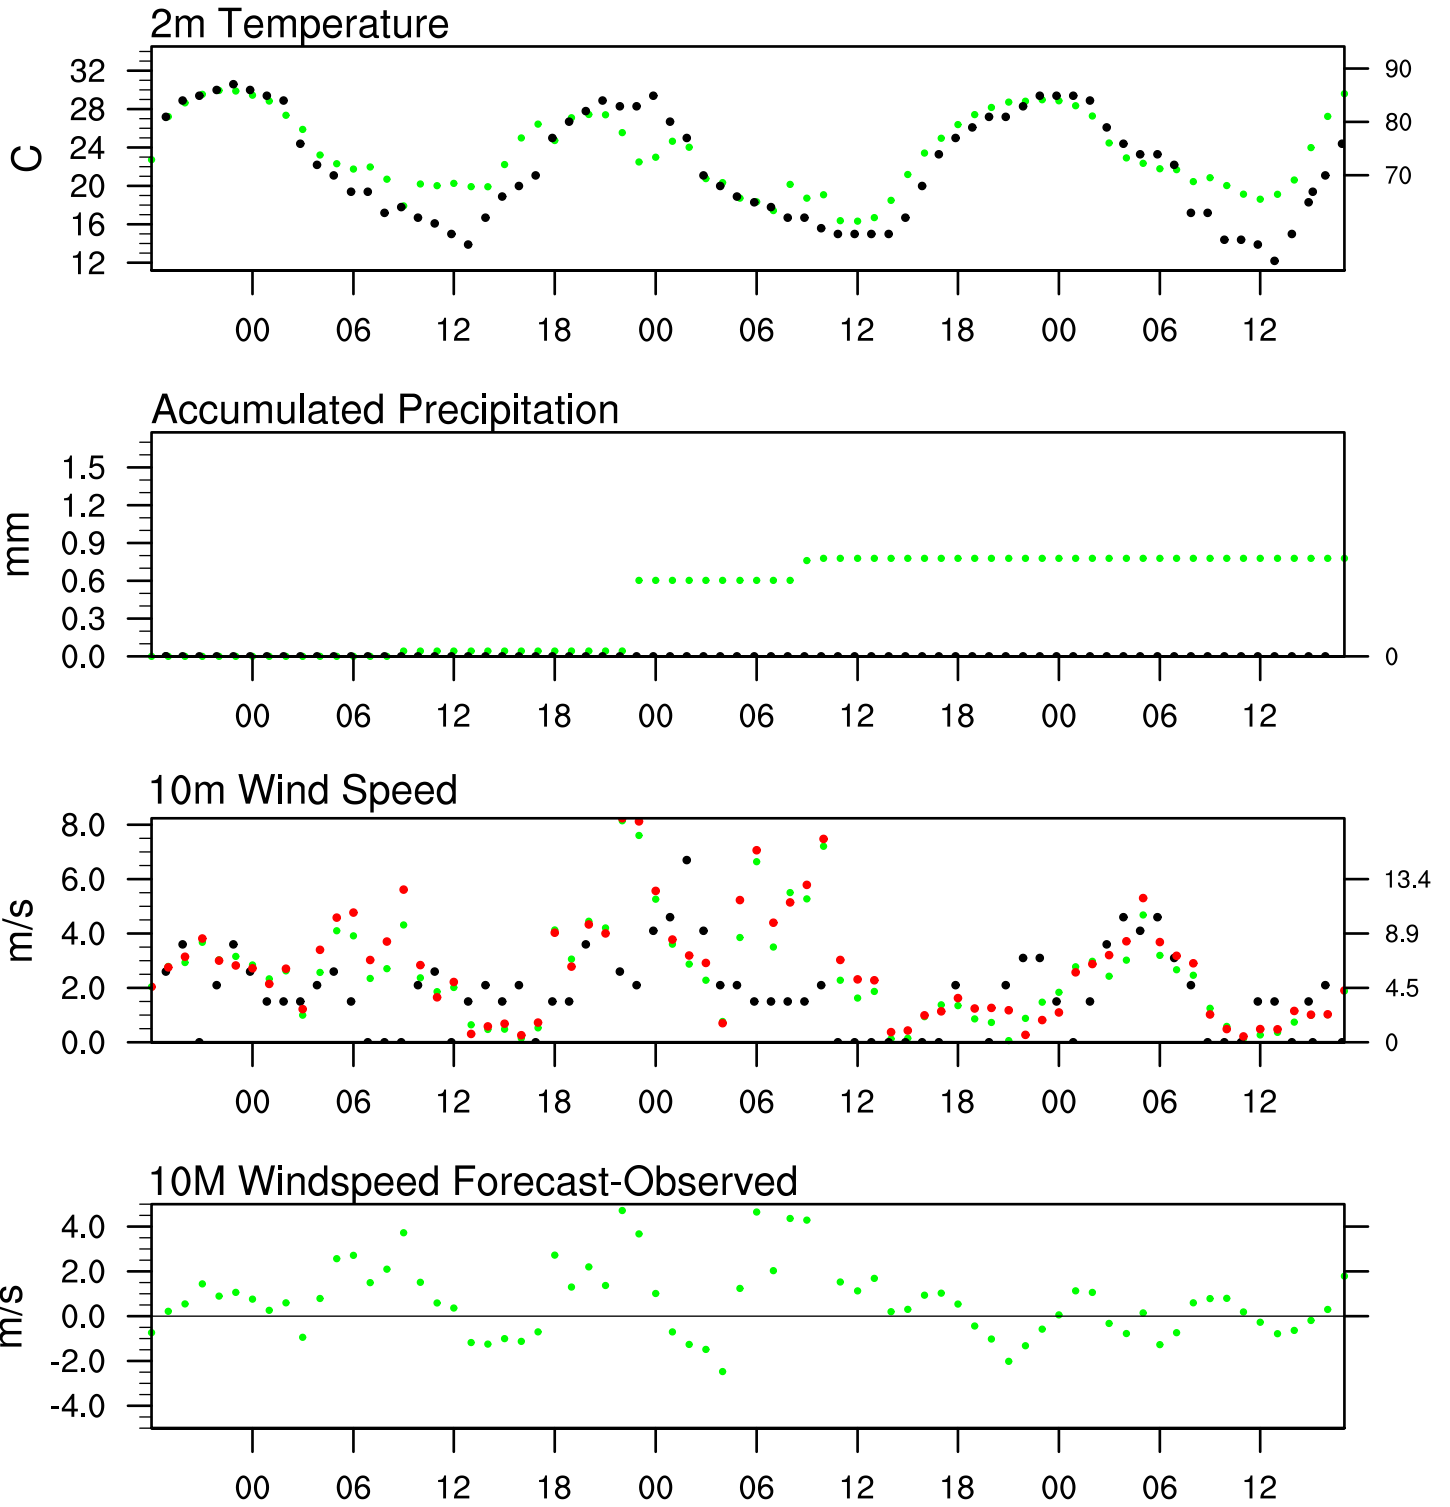 2m Temperature
32
28
24
20
16
12
C
90
80
70
00 06 12 18 00 06 12 18 00 06 12
Accumulated Precipitation
1.5
1.2
0.9
0.6
0.3
0.0
mm
0
00 06 12 18 00 06 12 18 00 06 12
10m Wind Speed
8.0
6.0
4.0
2.0
0.0
m/s
13.4
8.9
4.5
0
00 06 12 18 00 06 12 18 00 06 12
10M Windspeed Forecast-Observed
4.0
2.0
0.0
-2.0
-4.0
m/s
00 06 12 18 00 06 12 18 00 06 12